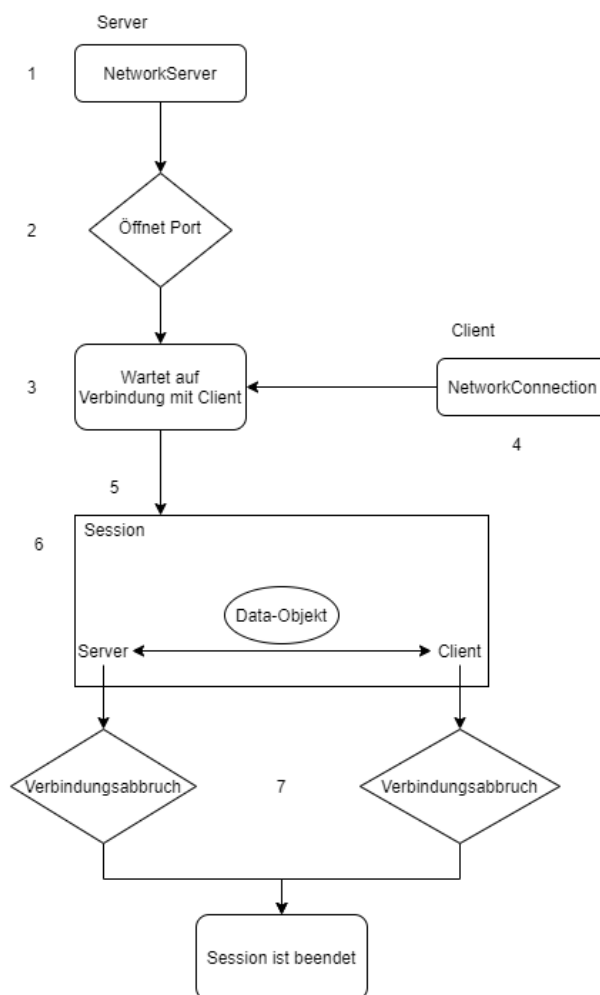 Server
1
NetworkServer
2
Öffnet Port
Client
3
Wartet auf
Verbindung mit Client
NetworkConnection
4
5
6
Session
Data-Objekt
Server
Client
Verbindungsabbruch
7
Verbindungsabbruch
Session ist beendet